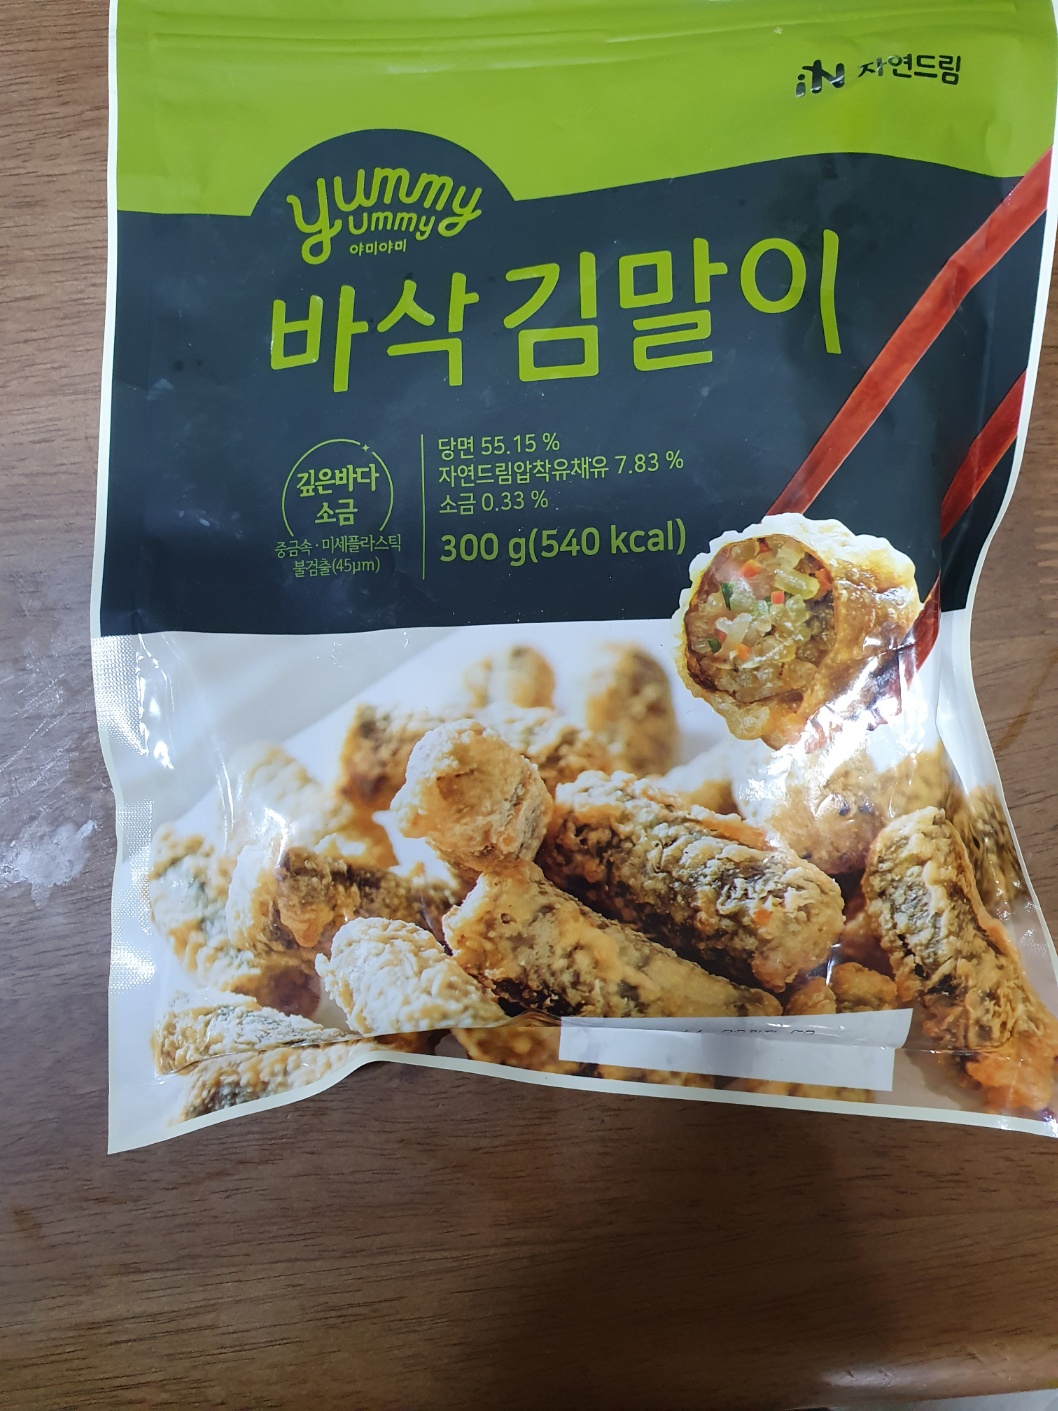 iN 자연드림
yummy
yummy
야미야미
바삭 김말이
깊은바다
소금
중금속·미세플라스틱
불검출(45μm)
당면 55.15 %
자연드림압착유채유 7.83 %
소금 0.33 %
300 g(540 kcal)